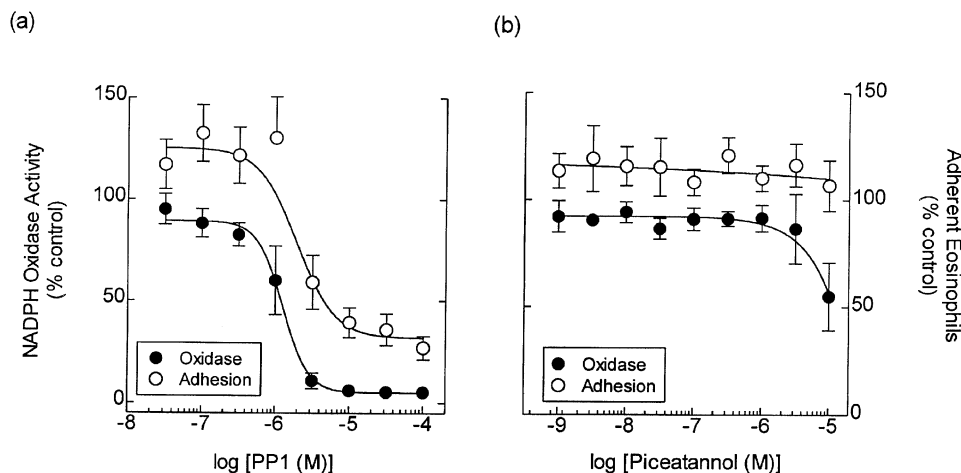 (a)
(b)
NADPH Oxidase Activity
(% control)
150
100
50
0
Oxidase
Adhesion
-8 -7 -6 -5 -4
log [PP1 (M)]
Oxidase
Adhesion
-9 -8 -7 -6 -5
log [Piceatannol (M)]
150
100
50
0
Adherent Eosinophils
(% control)